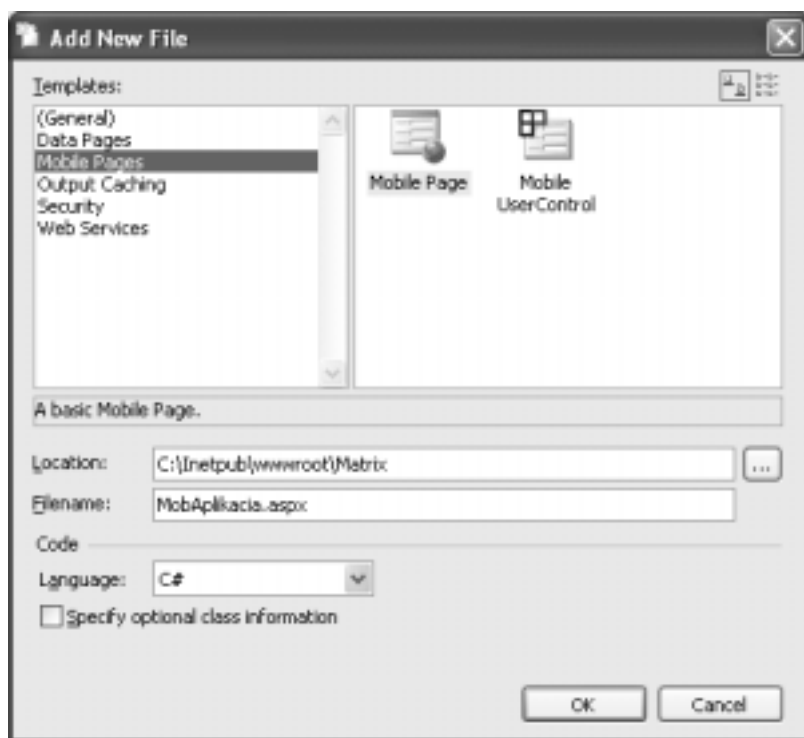 Add New File
Templates:
(General)
Data Pages
Mobile Pages
Output Caching
Security
Web Services
Mobile Page
Mobile
UserControl
A basic Mobile Page.
Location:
C:\Inetpub\wwwroot\Matrix
...
Filename:
MobAplikacia.aspx
Code
Language:
C#
Specify optional class information
OK
Cancel